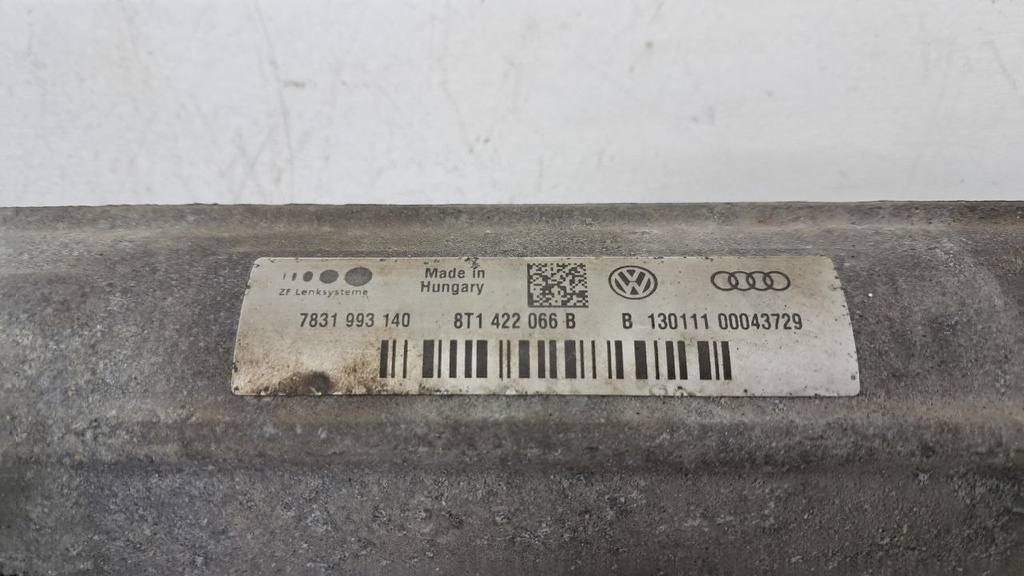 ZF Lenksysteme
Made in
Hungary
7831 993 140 8T1 422 066 B B 130111 00043729